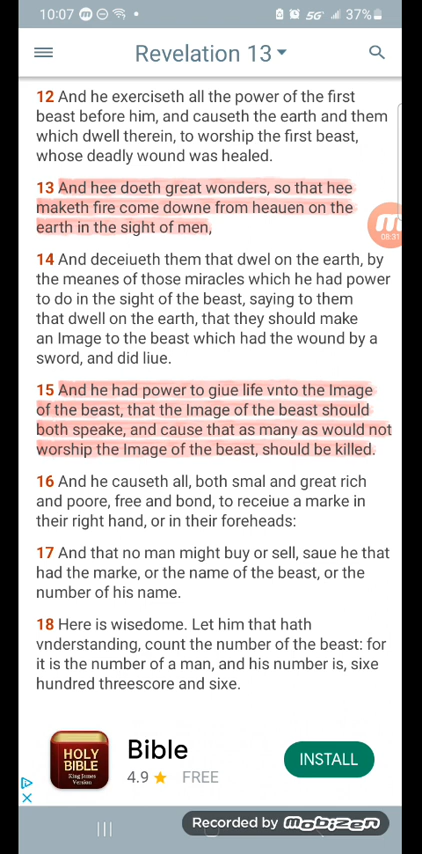 10:07 5G 37%
Revelation 13
12 And he exerciseth all the power of the first
beast before him, and causeth the earth and them
which dwell therein, to worship the first beast,
whose deadly wound was healed.
13 And hee doeth great wonders, so that hee
maketh fire come downe from heauen on the
earth in the sight of men,
08:31
14 And deceiueth them that dwel on the earth, by
the meanes of those miracles which he had power
to do in the sight of the beast, saying to them
that dwell on the earth, that they should make
an Image to the beast which had the wound by a
sword, and did liue.
15 And he had power to giue life vnto the Image
of the beast, that the Image of the beast should
both speake, and cause that as many as would not
worship the Image of the beast, should be killed.
16 And he causeth all, both smal and great rich
and poore, free and bond, to receiue a marke in
their right hand, or in their foreheads:
17 And that no man might buy or sell, saue he that
had the marke, or the name of the beast, or the
number of his name.
18 Here is wisedome. Let him that hath
vnderstanding, count the number of the beast: for
it is the number of a man, and his number is, sixe
hundred threescore and sixe.
HOLY
BIBLE
King James
Version
Bible
4.9 FREE
INSTALL
Recorded by mobizen